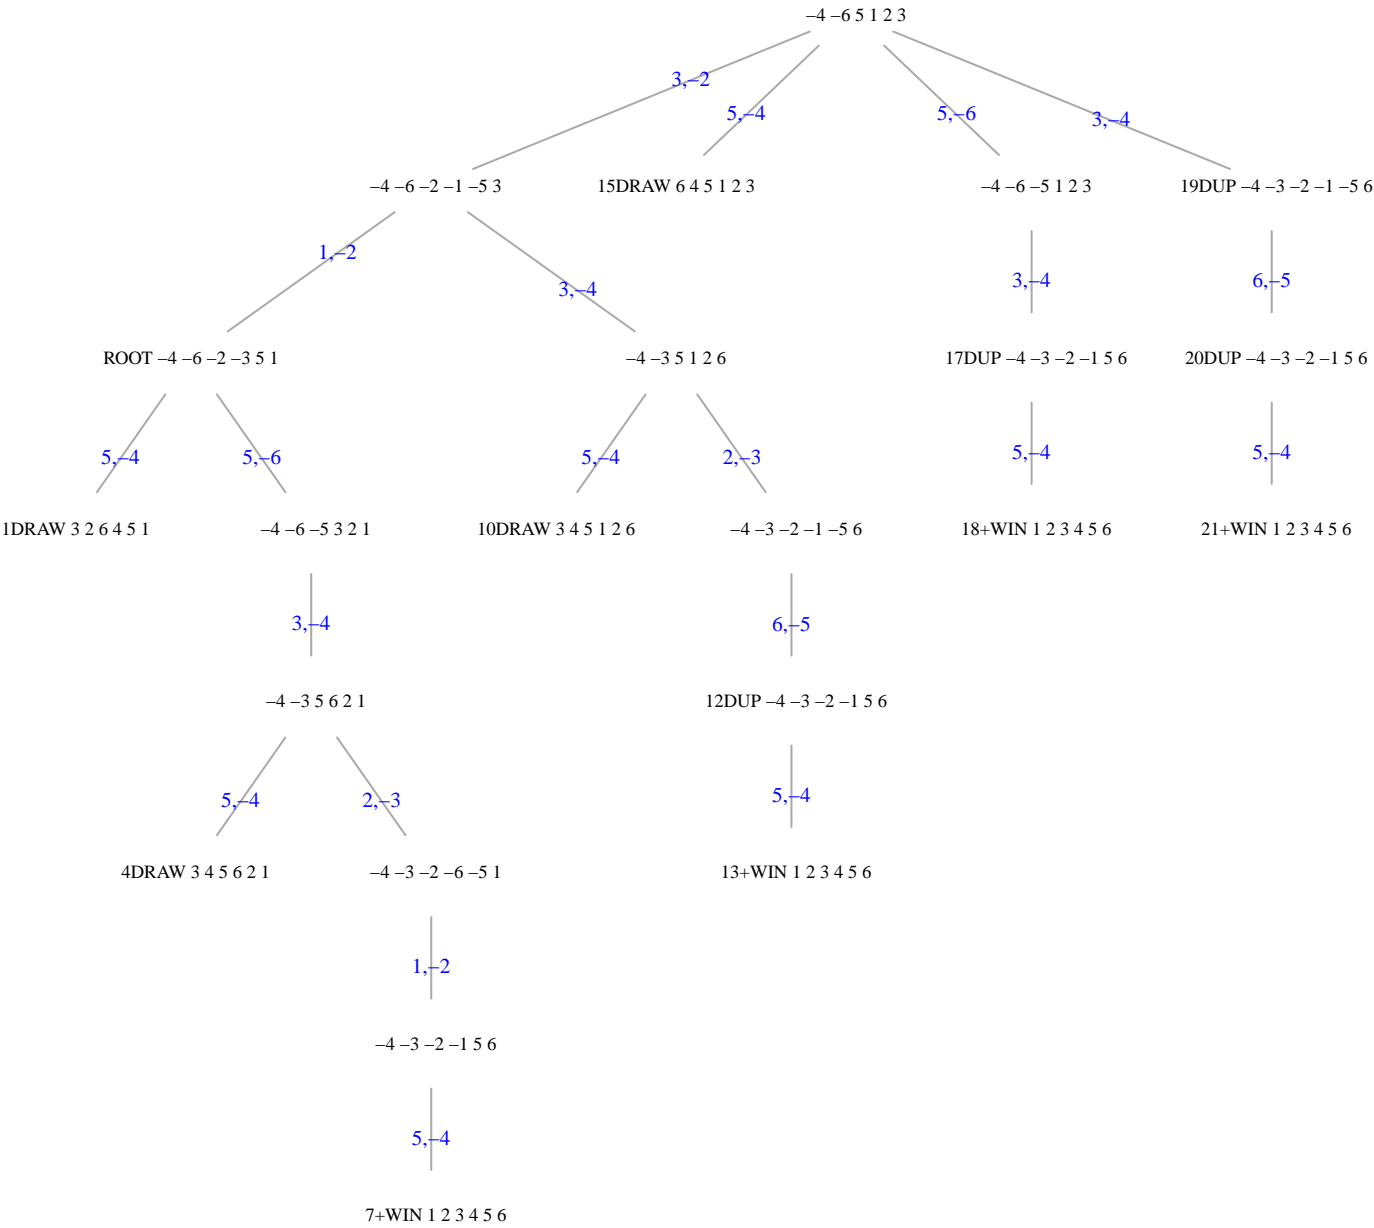 –4 –6 5 1 2 3
3,–2
5,–4
5,–6
3,–4
–4 –6 –2 –1 –5 3
15DRAW 6 4 5 1 2 3
–4 –6 –5 1 2 3
19DUP –4 –3 –2 –1 –5 6
1,–2
3,–4
3,–4
6,–5
ROOT –4 –6 –2 –3 5 1
–4 –3 5 1 2 6
17DUP –4 –3 –2 –1 5 6
20DUP –4 –3 –2 –1 5 6
5,–4
5,–6
5,–4
2,–3
5,–4
5,–4
1DRAW 3 2 6 4 5 1
–4 –6 –5 3 2 1
10DRAW 3 4 5 1 2 6
–4 –3 –2 –1 –5 6
18+WIN 1 2 3 4 5 6
21+WIN 1 2 3 4 5 6
3,–4
6,–5
–4 –3 5 6 2 1
12DUP –4 –3 –2 –1 5 6
5,–4
2,–3
5,–4
4DRAW 3 4 5 6 2 1
–4 –3 –2 –6 –5 1
13+WIN 1 2 3 4 5 6
1,–2
–4 –3 –2 –1 5 6
5,–4
7+WIN 1 2 3 4 5 6